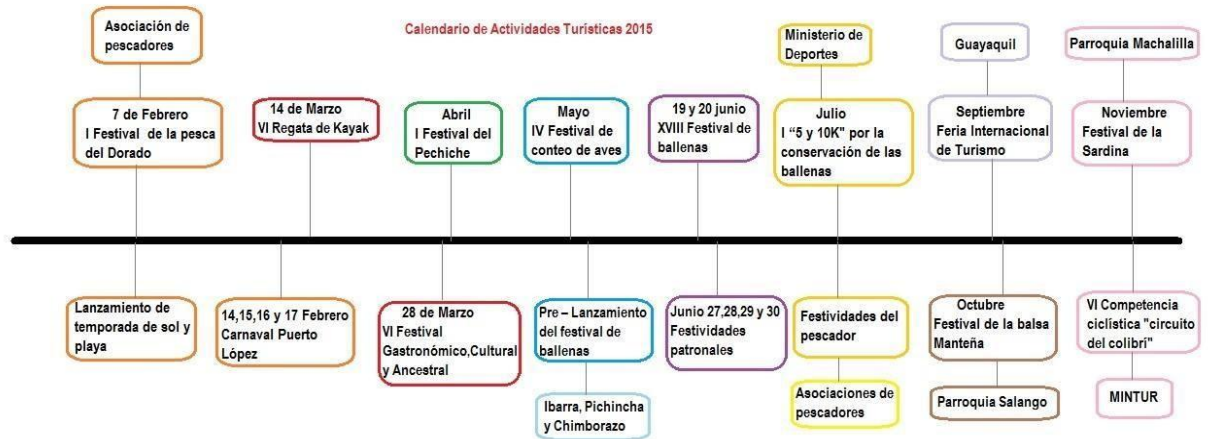 Calendario de Actividades Turísticas 2015
Asociación de
pescadores
7 de Febrero
I Festival de la pesca
del Dorado
14 de Marzo
VI Regata de Kayak
Abril
I Festival del
Pechiche
Mayo
IV Festival de
conteo de aves
19 y 20 junio
XVIII Festival de
ballenas
Ministerio de
Deportes
Julio
I “5 y 10K" por la
conservación de las
ballenas
Guayaquil
Septiembre
Feria Internacional
de Turismo
Parroquia Machalilla
Noviembre
Festival de la
Sardina
Lanzamiento de
temporada de sol y
playa
14,15,16 y 17 Febrero
Carnaval Puerto
López
28 de Marzo
VI Festival
Gastronómico,Cultural
y Ancestral
Pre – Lanzamiento
del festival de
ballenas
Ibarra, Pichincha
y Chimborazo
Junio 27,28,29 y 30
Festividades
patronales
Festividades del
pescador
Asociaciones de
pescadores
Octubre
Festival de la balsa
Manteña
Parroquia Salango
VI Competencia
ciclística "circuito
del colibrí"
MINTUR